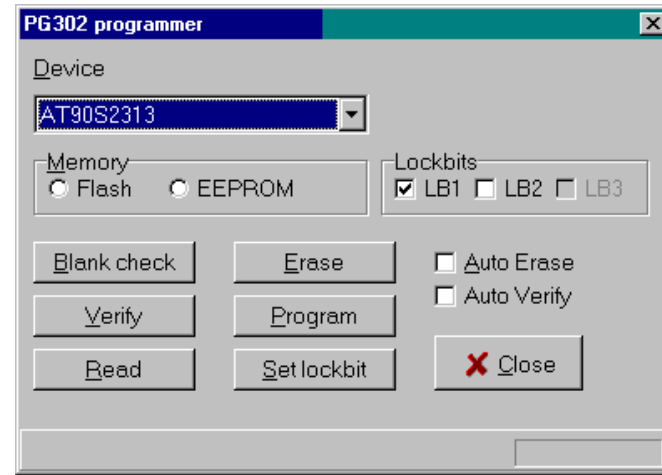 PG302 programmer
Device
AT90S2313
Memory
Flash EEPROM
Lockbits
LB1 LB2 LB3
Blank check Erase Auto Erase
Auto Verify
Verify Program
Read Set lockbit Close